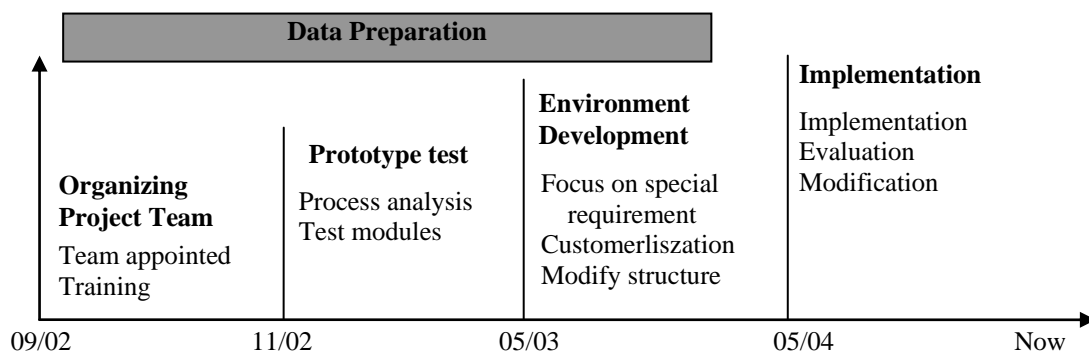 Data Preparation
Organizing
Project Team
Team appointed
Training
Prototype test
Process analysis
Test modules
Environment
Development
Focus on special
requirement
Customerliszation
Modify structure
Implementation
Implementation
Evaluation
Modification
09/02
11/02
05/03
05/04
Now